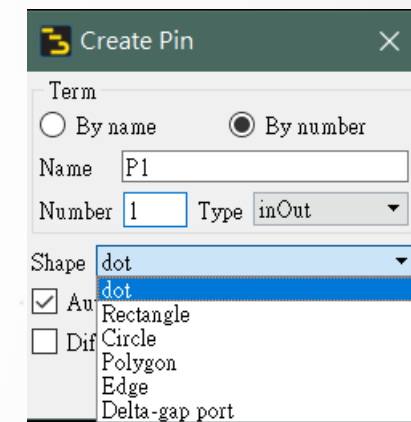 Create Pin
Term
By name By number
Name P1
Number 1 Type inOut
Shape dot
dot
Au
Rectangle
Dif
Circle
Polygon
Edge
Delta-gap port